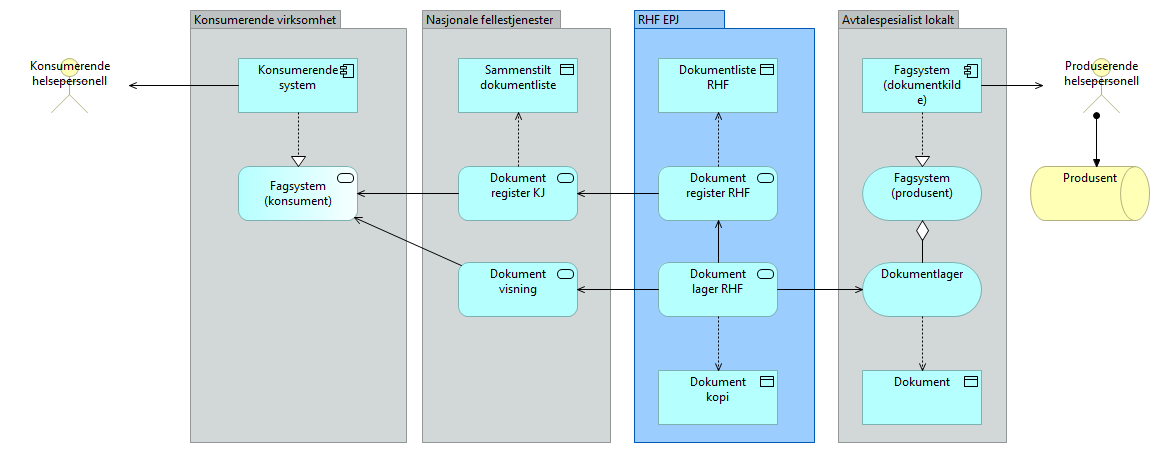 Konsumerende virksomhet
Nasjonale fellestjenester
RHF EPJ
Avtalespesialist lokalt
Konsumerende
helsepersonell
Konsumerende
system
Sammenstilt
dokumentliste
Dokumentliste
RHF
Fagsystem
(dokumentkild
e)
Produserende
helsepersonell
Fagsystem
(konsument)
Dokument
register KJ
Dokument
register RHF
Fagsystem
(produsent)
Produsent
Dokument
visning
Dokument
lager RHF
Dokumentlager
Dokument
kopi
Dokument